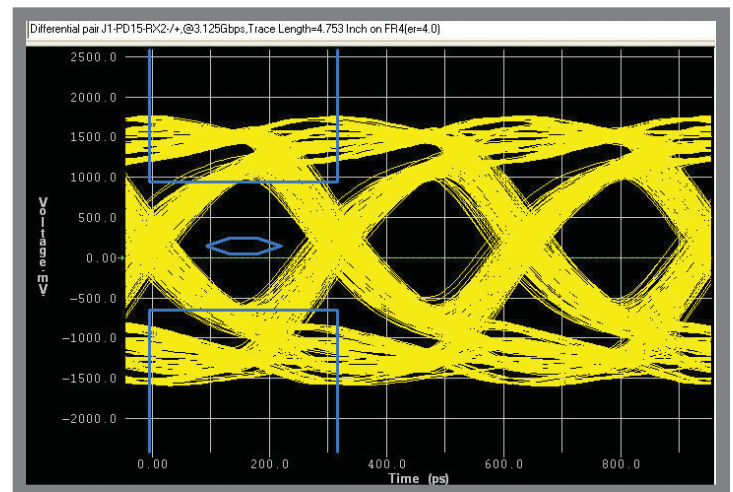 Differential pair J1-PD15-RX2-/+,@3.125Gbps,Trace Length=4.753 Inch on FR4(er=4.0)
2500.0
2000.0
1500.0
1000.0
500.0
0.00
-500.0
-1000.0
-1500.0
-2000.0
Voltage-mV
0.00 200.0 400.0 600.0 800.0
Time (ps)